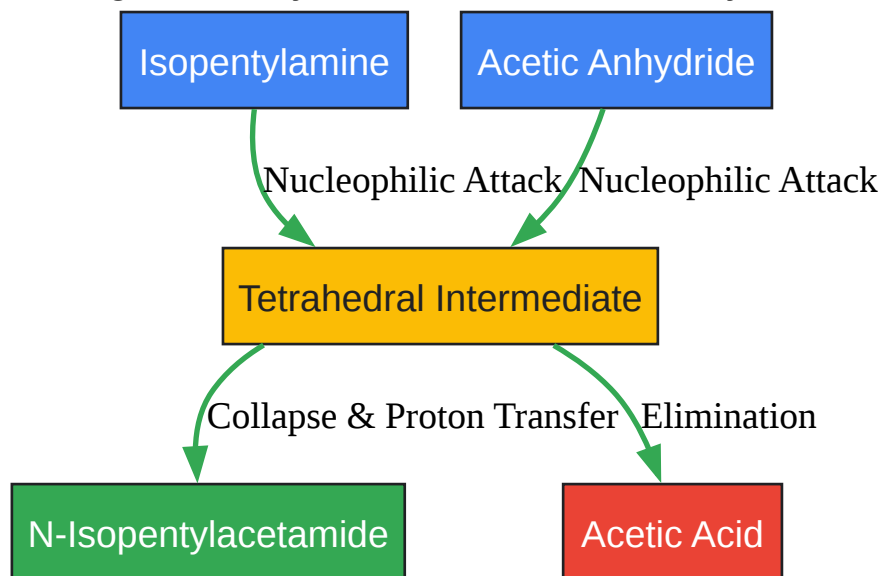 Isopentylamine
Acetic Anhydride
Nucleophilic Attack
Nucleophilic Attack
Tetrahedral Intermediate
Collapse & Proton Transfer
Elimination
N-Isopentylacetamide
Acetic Acid